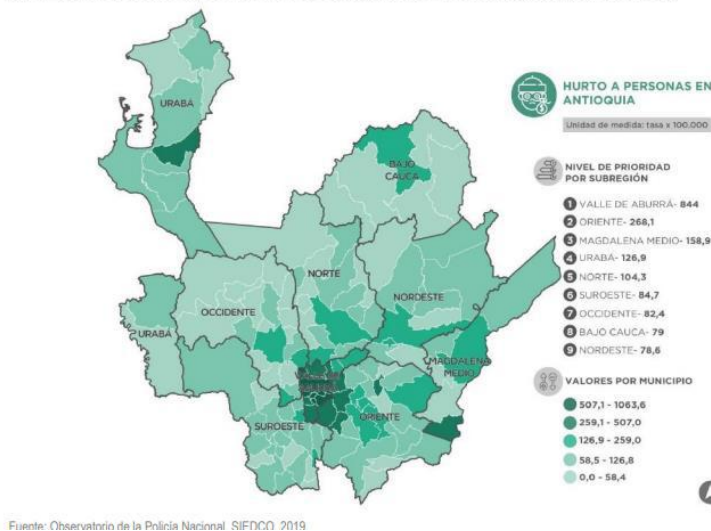 HURTO A PERSONAS EN
ANTIOQUIA
Unidad de medida: tasa x 100.000
NIVEL DE PRIORIDAD
POR SUBREGIÓN
1 VALLE DE ABURRÁ- 844
2 ORIENTE- 268,1
3 MAGDALENA MEDIO- 158,9
4 URABÁ- 126,9
5 NORTE- 104,3
6 SUROESTE- 84,7
7 OCCIDENTE- 82,4
8 BAJO CAUCA- 79
9 NORDESTE- 78,6
VALORES POR MUNICIPIO
507,1 - 1063,6
259,1 - 507,0
126,9 - 259,0
58,5 - 126,8
0,0 - 58,4
URABÁ
BAJO
CAUCA
NORTE
NORDESTE
OCCIDENTE
URABÁ
MAGDALENA
MEDIO
VALLE DE
SUROESTE
ORIENTE
Fuente: Observatorio de la Policía Nacional, SIEDCO, 2019